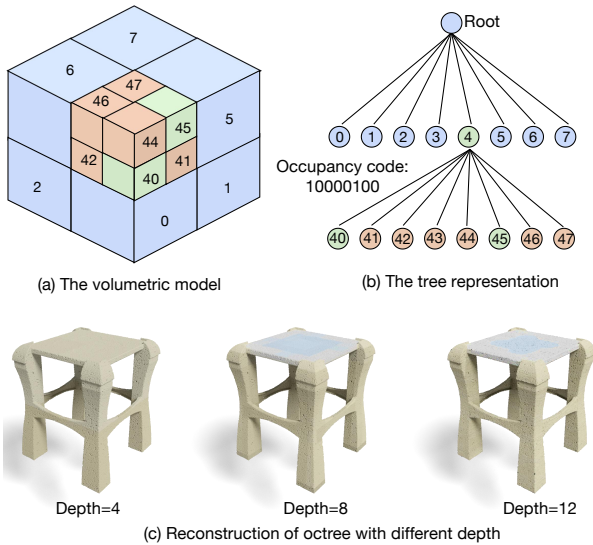 7
6
47
46
45
5
44
42
41
40
2
1
0
(a) The volumetric model
Root
0 1 2 3 4 5 6 7
Occupancy code:
10000100
40 41 42 43 44 45 46 47
(b) The tree representation
Depth=4 Depth=8 Depth=12
(c) Reconstruction of octree with different depth